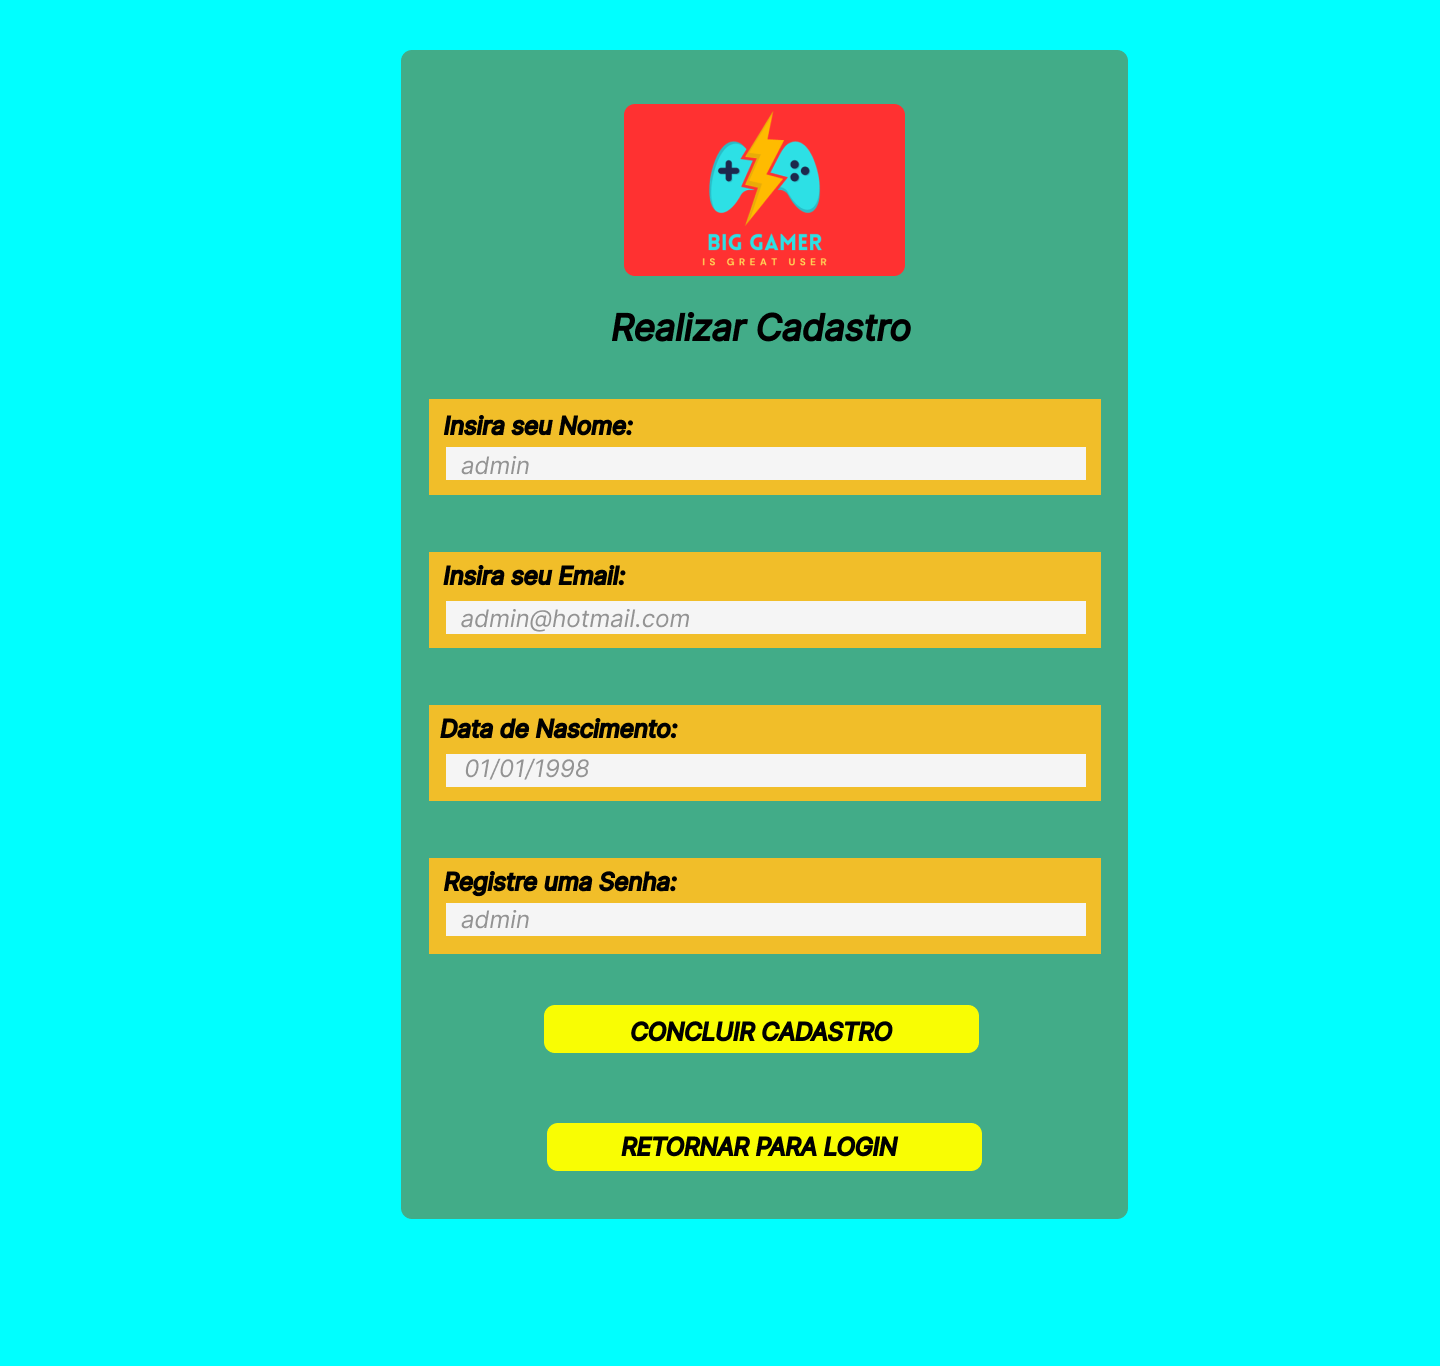 BIG GAMER
IS GREAT USER
Realizar Cadastro
Insira seu Nome:
admin
Insira seu Email:
admin@hotmail.com
Data de Nascimento:
01/01/1998
Registre uma Senha:
admin
CONCLUIR CADASTRO
RETORNAR PARA LOGIN